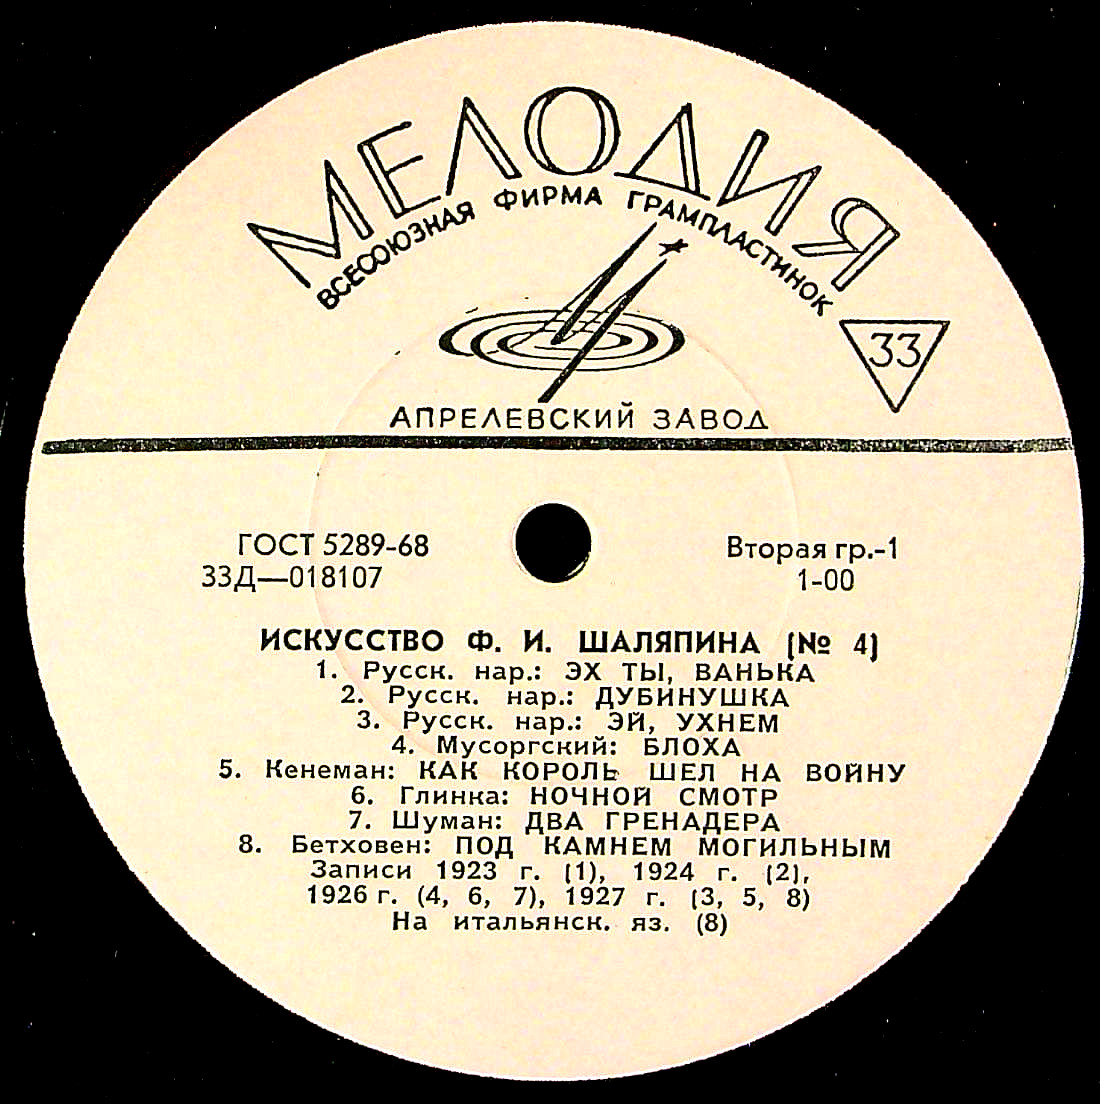 МЕЛОДИЯ
ВСЕСОЮЗНАЯ ФИРМА ГРАМПЛАСТИНОК
33
АПРЕЛЕВСКИЙ ЗАВОД
ГОСТ 5289-68
Вторая гр.-1
33Д—018107
1-00
ИСКУССТВО Ф. И. ШАЛЯПИНА (№ 4)
1. Русск. нар.: ЭХ ТЫ, ВАНЬКА
2. Русск. нар.: ДУБИНУШКА
3. Русск. нар.: ЭЙ, УХНЕМ
4. Мусоргский: БЛОХА
5. Кенеман: КАК КОРОЛЬ ШЕЛ НА ВОЙНУ
6. Глинка: НОЧНОЙ СМОТР
7. Шуман: ДВА ГРЕНАДЕРА
8. Бетховен: ПОД КАМНЕМ МОГИЛЬНЫМ
Записи 1923 г. (1), 1924 г. (2),
1926 г. (4, 6, 7), 1927 г. (3, 5, 8)
На итальянск. яз. (8)